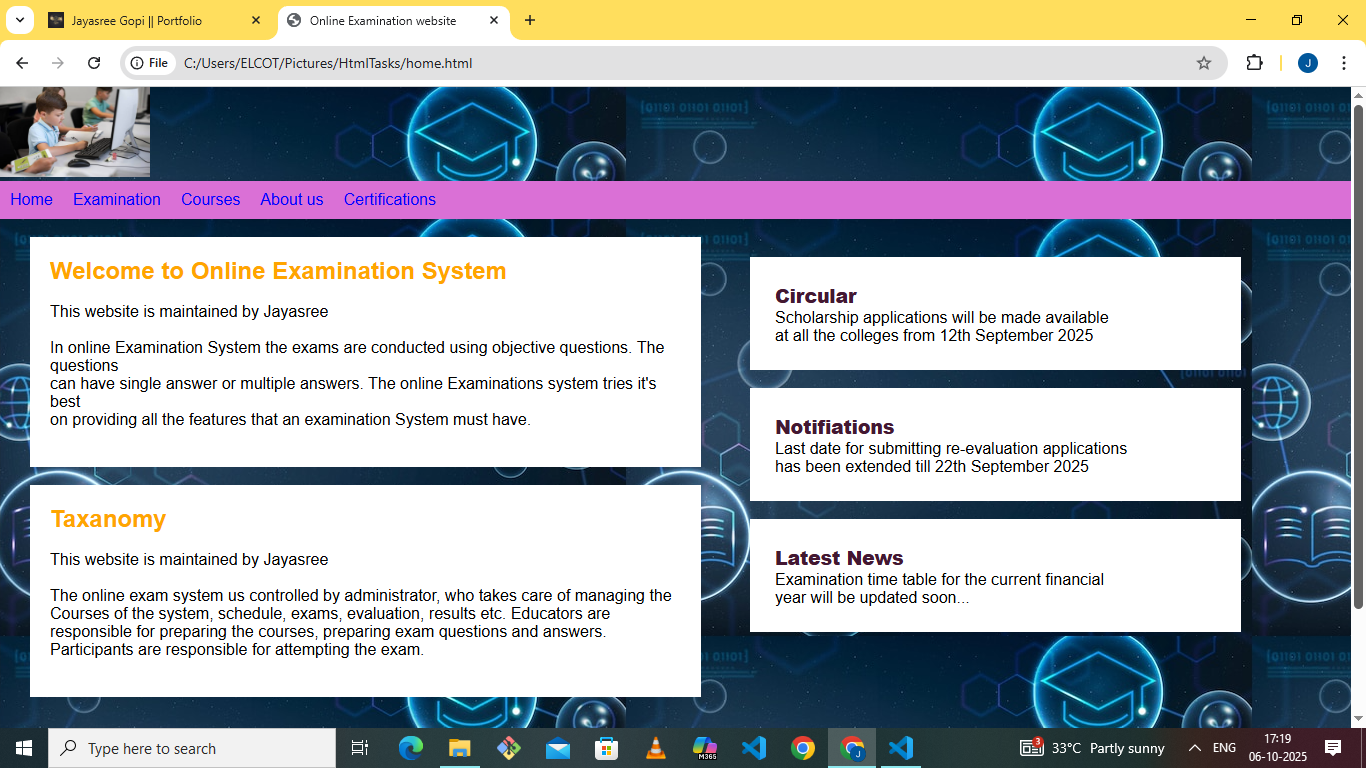 Jayasree Gopi || Portfolio
Online Examination website
File
C:/Users/ELCOT/Pictures/HtmlTasks/home.html
J
[01101 01101 01101]
[01101 01101]
Home Examination Courses About us Certifications
Welcome to Online Examination System
This website is maintained by Jayasree
In online Examination System the exams are conducted using objective questions. The
questions
can have single answer or multiple answers. The online Examinations system tries it's
best
on providing all the features that an examination System must have.
Taxanomy
This website is maintained by Jayasree
The online exam system us controlled by administrator, who takes care of managing the
Courses of the system, schedule, exams, evaluation, results etc. Educators are
responsible for preparing the courses, preparing exam questions and answers.
Participants are responsible for attempting the exam.
Circular
Scholarship applications will be made available
at all the colleges from 12th September 2025
Notifiations
Last date for submitting re-evaluation applications
has been extended till 22th September 2025
Latest News
Examination time table for the current financial
year will be updated soon...
Type here to search
M365
J
3
33°C Partly sunny
ENG
17:19
06-10-2025